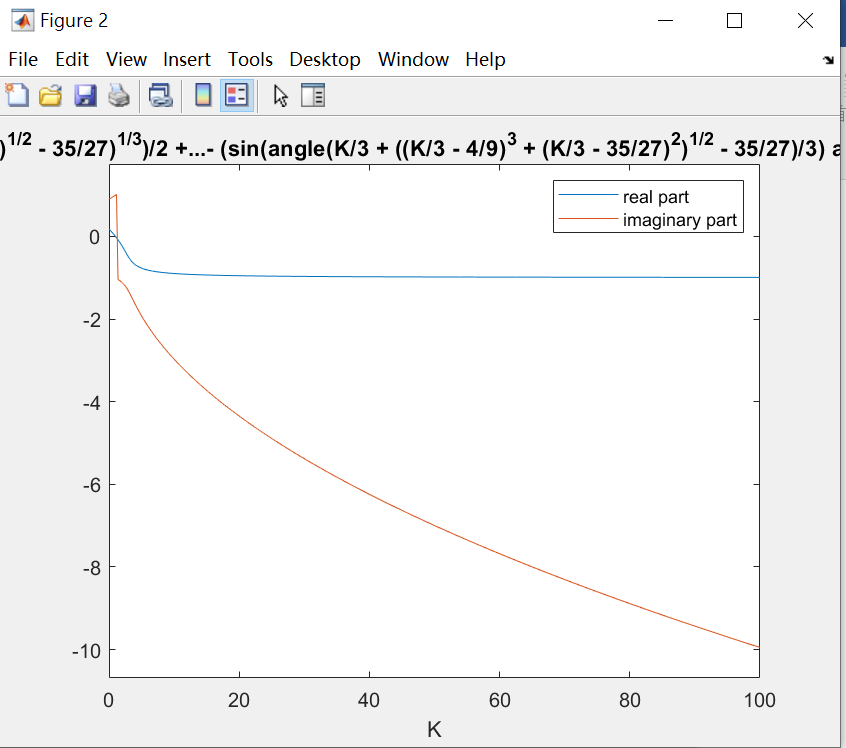 Figure 2
File Edit View Insert Tools Desktop Window Help
)^1/2 - 35/27)^1/3)/2 +...- (sin(angle(K/3 + ((K/3 - 4/9)^3 + (K/3 - 35/27)^2)^1/2 - 35/27)/3) a
real part
imaginary part
0
-2
-4
-6
-8
-10
0 20 40 60 80 100
K